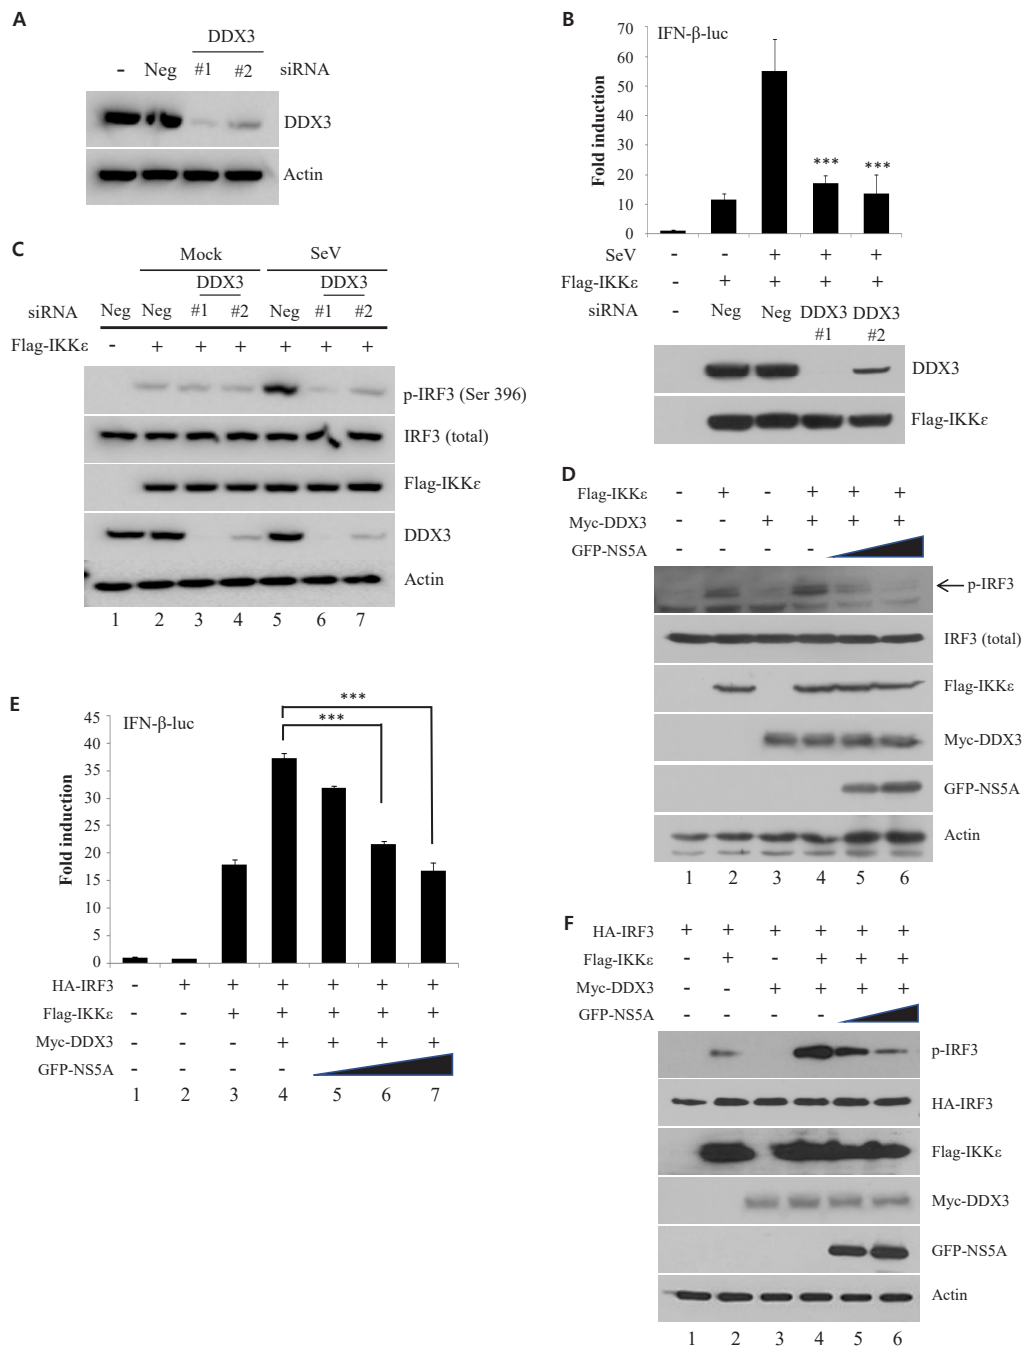 A
DDX3
- Neg #1 #2 siRNA
DDX3
Actin
B
IFN-β-luc
Fold induction
70
60
50
40
30
20
10
0
*** ***
SeV - - + + +
Flag-IKKε - + + + +
siRNA - Neg Neg DDX3 #1 DDX3 #2
DDX3
Flag-IKKε
C
Mock SeV
DDX3 DDX3
siRNA Neg Neg #1 #2 Neg #1 #2
Flag-IKKε - + + + + + +
p-IRF3 (Ser 396)
IRF3 (total)
Flag-IKKε
DDX3
Actin
1 2 3 4 5 6 7
D
Flag-IKKε - + - + + +
Myc-DDX3 - - + + + +
GFP-NS5A - - - -
p-IRF3
IRF3 (total)
Flag-IKKε
Myc-DDX3
GFP-NS5A
Actin
1 2 3 4 5 6
E
IFN-β-luc
Fold induction
45
40
35
30
25
20
15
10
5
0
***
***
HA-IRF3 - + + + + + +
Flag-IKKε - - + + + + +
Myc-DDX3 - - - + + + +
GFP-NS5A - - - -
1 2 3 4 5 6 7
F
HA-IRF3 + + + + + +
Flag-IKKε - + - + + +
Myc-DDX3 - - + + + +
GFP-NS5A - - - -
p-IRF3
HA-IRF3
Flag-IKKε
Myc-DDX3
GFP-NS5A
Actin
1 2 3 4 5 6